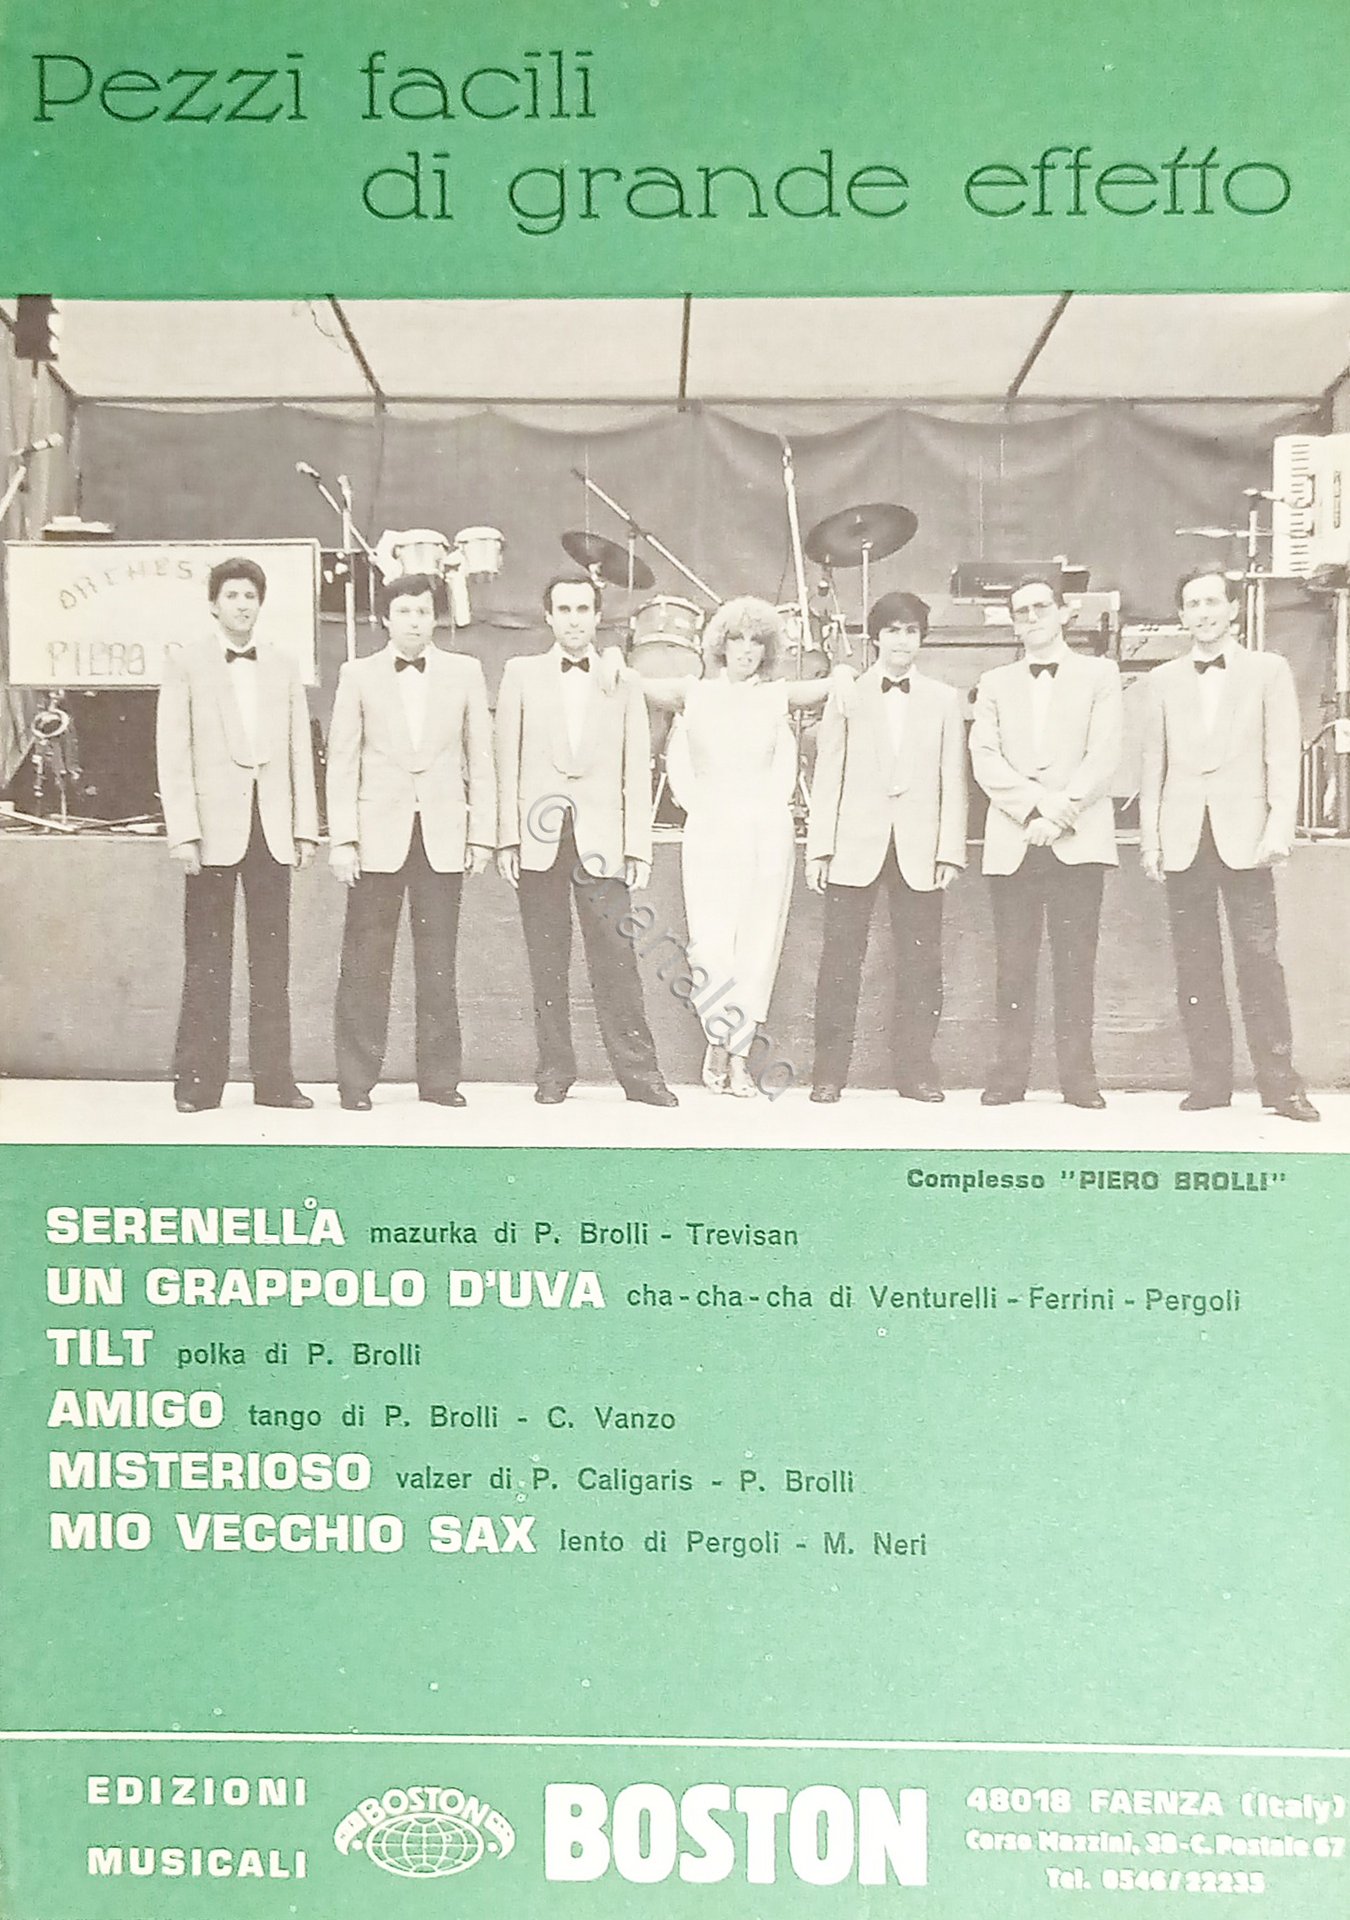 Pezzi facili
di grande effetto
ORCHES
PIERO
© chartaland
Complesso "PIERO BROLLI"
SERENELLA mazurka di P. Brolli - Trevisan
UN GRAPPOLO D'UVA cha-cha-cha di Venturelli - Ferrini - Pergoli
TILT polka di P. Brolli
AMIGO tango di P. Brolli - C. Vanzo
MISTERIOSO valzer di P. Caligaris - P. Brolli
MIO VECCHIO SAX lento di Pergoli - M. Neri
EDIZIONI
MUSICALI
BOSTON
BOSTON
48018 FAENZA (Italy)
Corso Mazzini, 38-C. Postale 67
Tel. 0546/22235